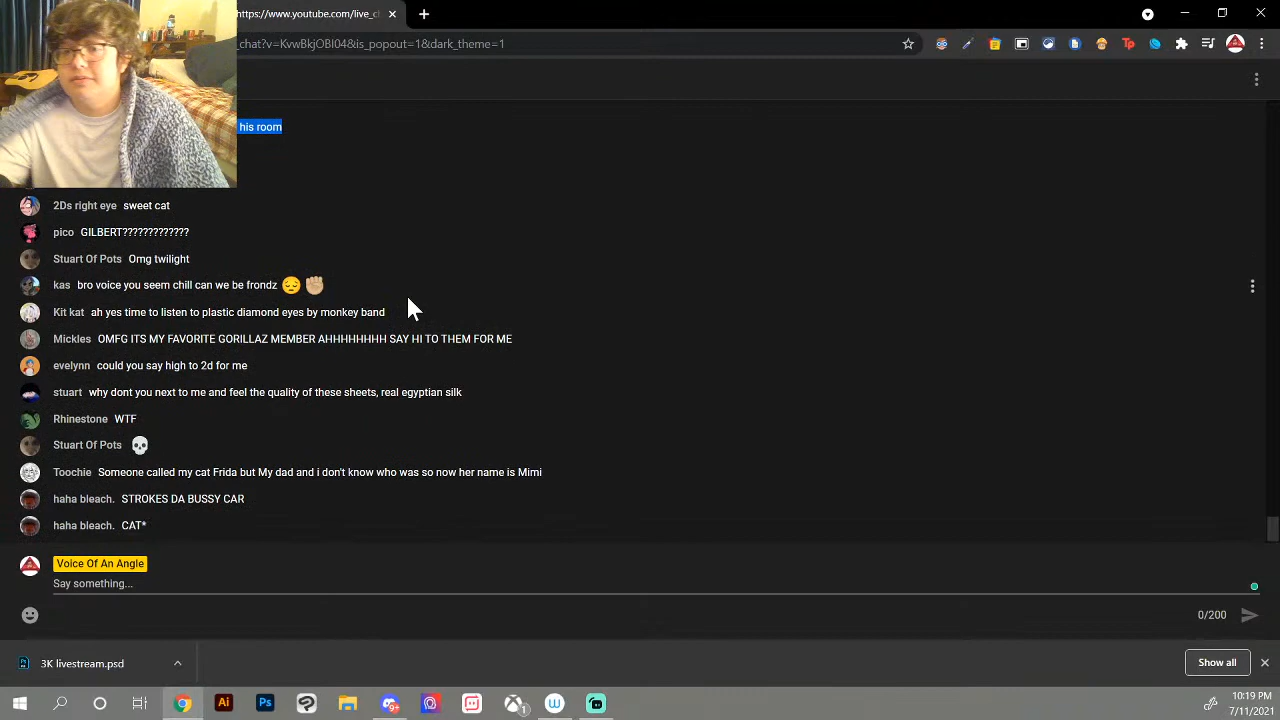 https://www.youtube.com/live_cl
_chat?v=KvwBkjOBI04&is_popout=1&dark_theme=1
his room
2Ds right eye sweet cat
pico GILBERT?????????????
Stuart Of Pots Omg twilight
kas bro voice you seem chill can we be frondz 😔 ✊🏼
Kit kat ah yes time to listen to plastic diamond eyes by monkey band
Mickles OMFG ITS MY FAVORITE GORILLAZ MEMBER AHHHHHHHH SAY HI TO THEM FOR ME
evelynn could you say high to 2d for me
stuart why dont you next to me and feel the quality of these sheets, real egyptian silk
Rhinestone WTF
Stuart Of Pots 💀
Toochie Someone called my cat Frida but My dad and i don't know who was so now her name is Mimi
haha bleach. STROKES DA BUSSY CAR
haha bleach. CAT*
Voice Of An Angle
Say something...
0/200
3K livestream.psd
Show all
10:19 PM
7/11/2021